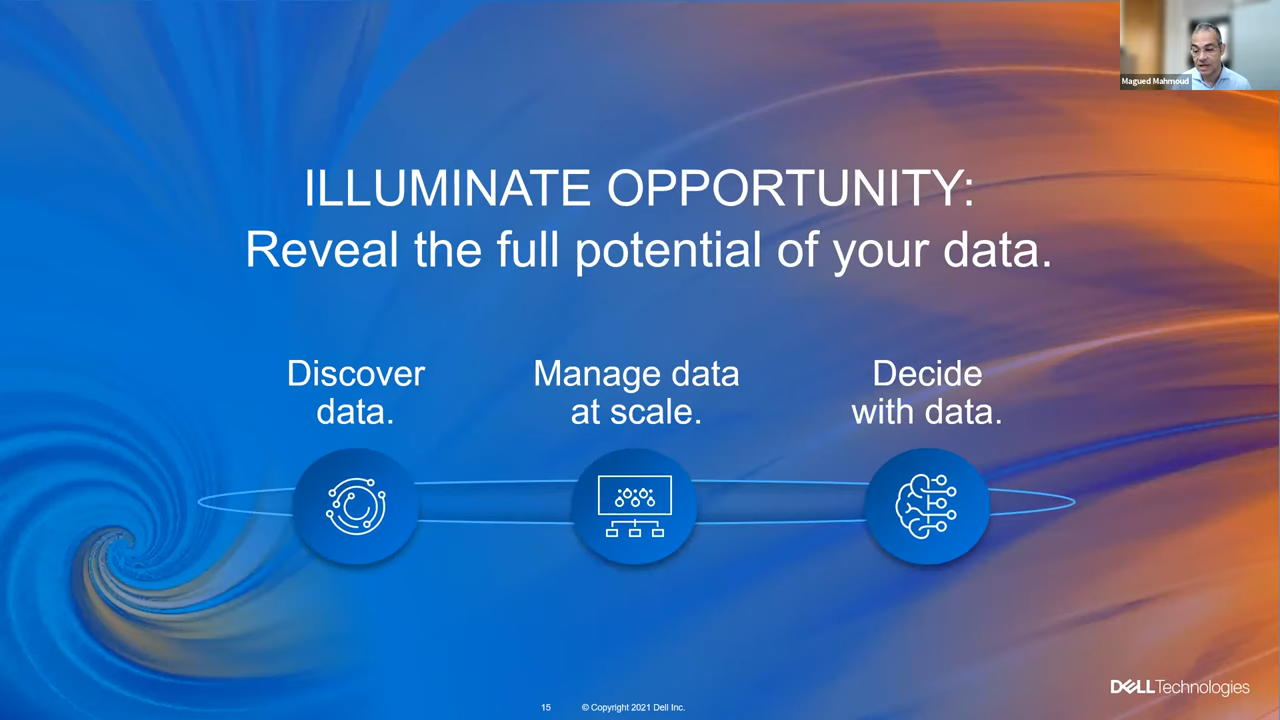 Magued Mahmoud
ILLUMINATE OPPORTUNITY:
Reveal the full potential of your data.
Discover
data.
Manage data
at scale.
Decide
with data.
DELLTechnologies
15 © Copyright 2021 Dell Inc.